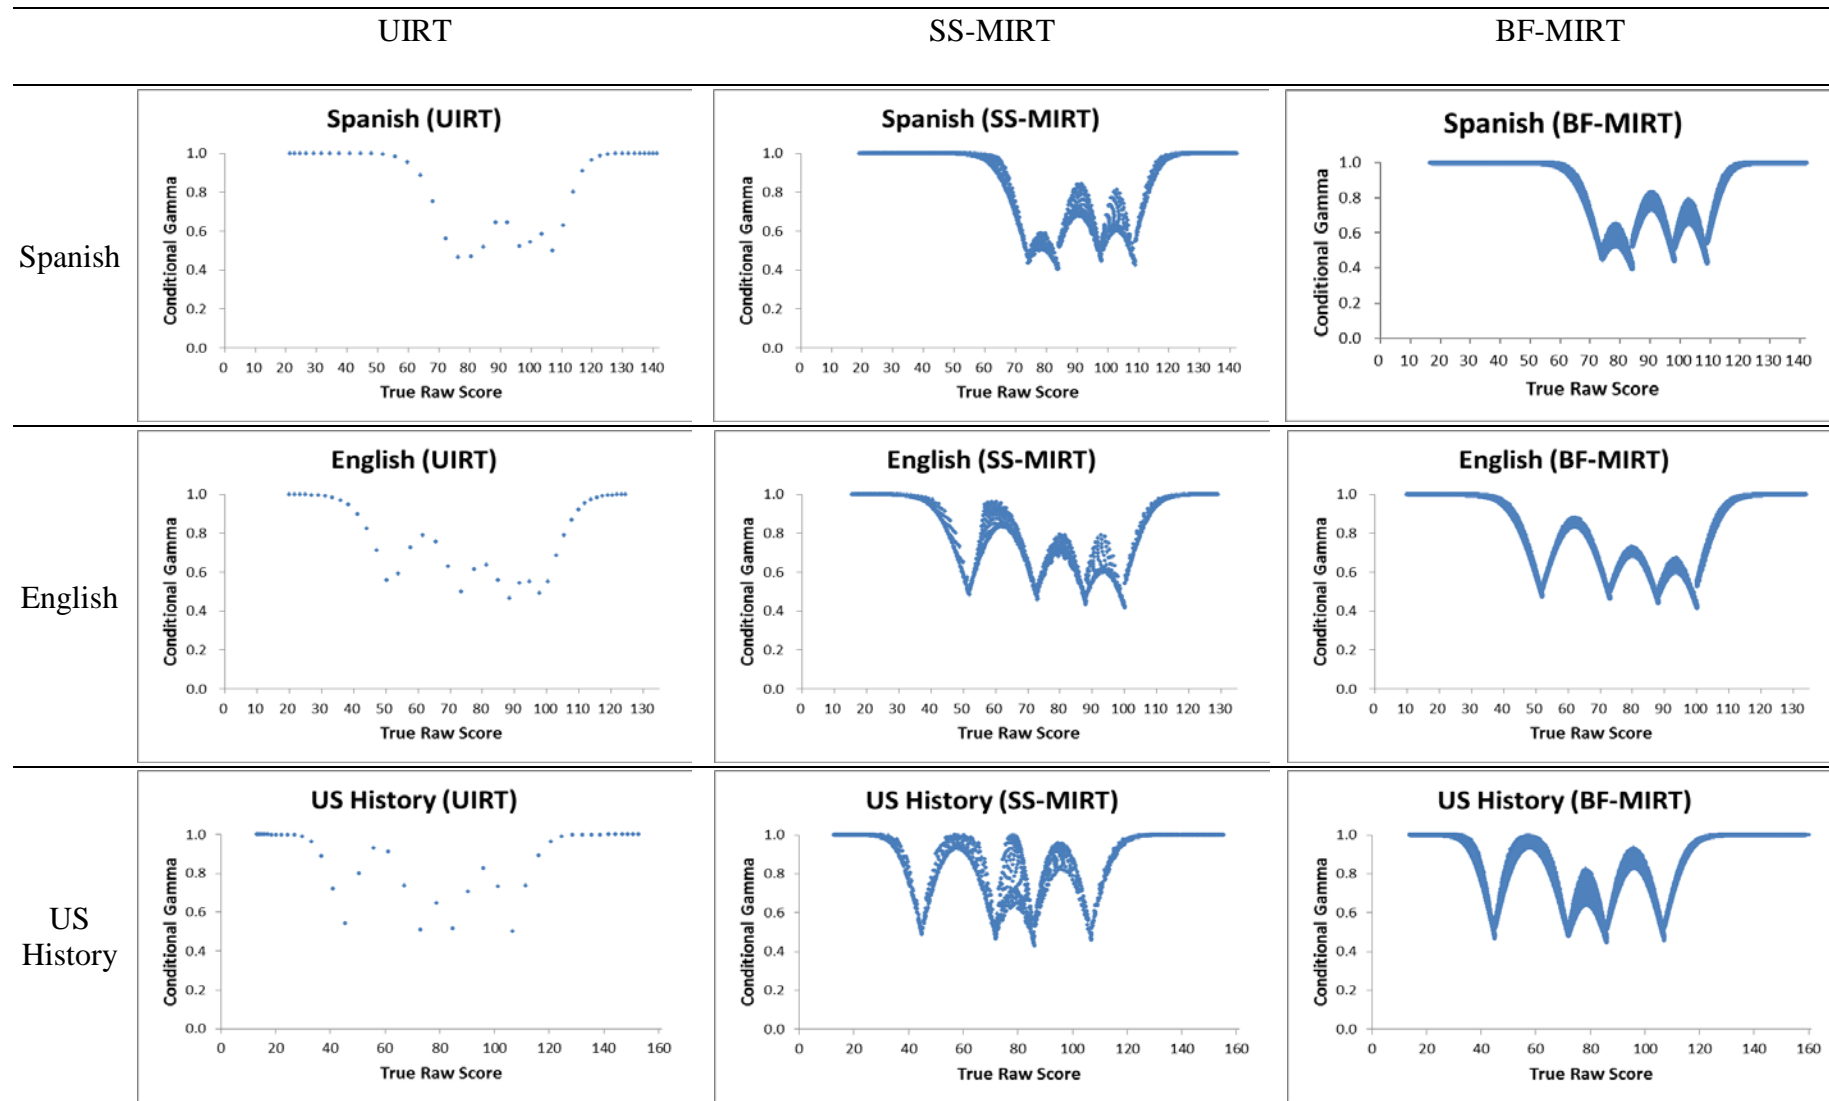 UIRT SS-MIRT BF-MIRT
Spanish
Spanish (UIRT)
Conditional Gamma
1.0
0.8
0.6
0.4
0.2
0.0
0 10 20 30 40 50 60 70 80 90 100 110 120 130 140
True Raw Score
Spanish (SS-MIRT)
Conditional Gamma
1.0
0.8
0.6
0.4
0.2
0.0
0 10 20 30 40 50 60 70 80 90 100 110 120 130 140
True Raw Score
Spanish (BF-MIRT)
Conditional Gamma
1.0
0.8
0.6
0.4
0.2
0.0
0 10 20 30 40 50 60 70 80 90 100 110 120 130 140
True Raw Score
English
English (UIRT)
Conditional Gamma
1.0
0.8
0.6
0.4
0.2
0.0
0 10 20 30 40 50 60 70 80 90 100 110 120 130
True Raw Score
English (SS-MIRT)
Conditional Gamma
1.0
0.8
0.6
0.4
0.2
0.0
0 10 20 30 40 50 60 70 80 90 100 110 120 130
True Raw Score
English (BF-MIRT)
Conditional Gamma
1.0
0.8
0.6
0.4
0.2
0.0
0 10 20 30 40 50 60 70 80 90 100 110 120 130
True Raw Score
US
History
US History (UIRT)
Conditional Gamma
1.0
0.8
0.6
0.4
0.2
0.0
0 20 40 60 80 100 120 140 160
True Raw Score
US History (SS-MIRT)
Conditional Gamma
1.0
0.8
0.6
0.4
0.2
0.0
0 20 40 60 80 100 120 140 160
True Raw Score
US History (BF-MIRT)
Conditional Gamma
1.0
0.8
0.6
0.4
0.2
0.0
0 20 40 60 80 100 120 140 160
True Raw Score